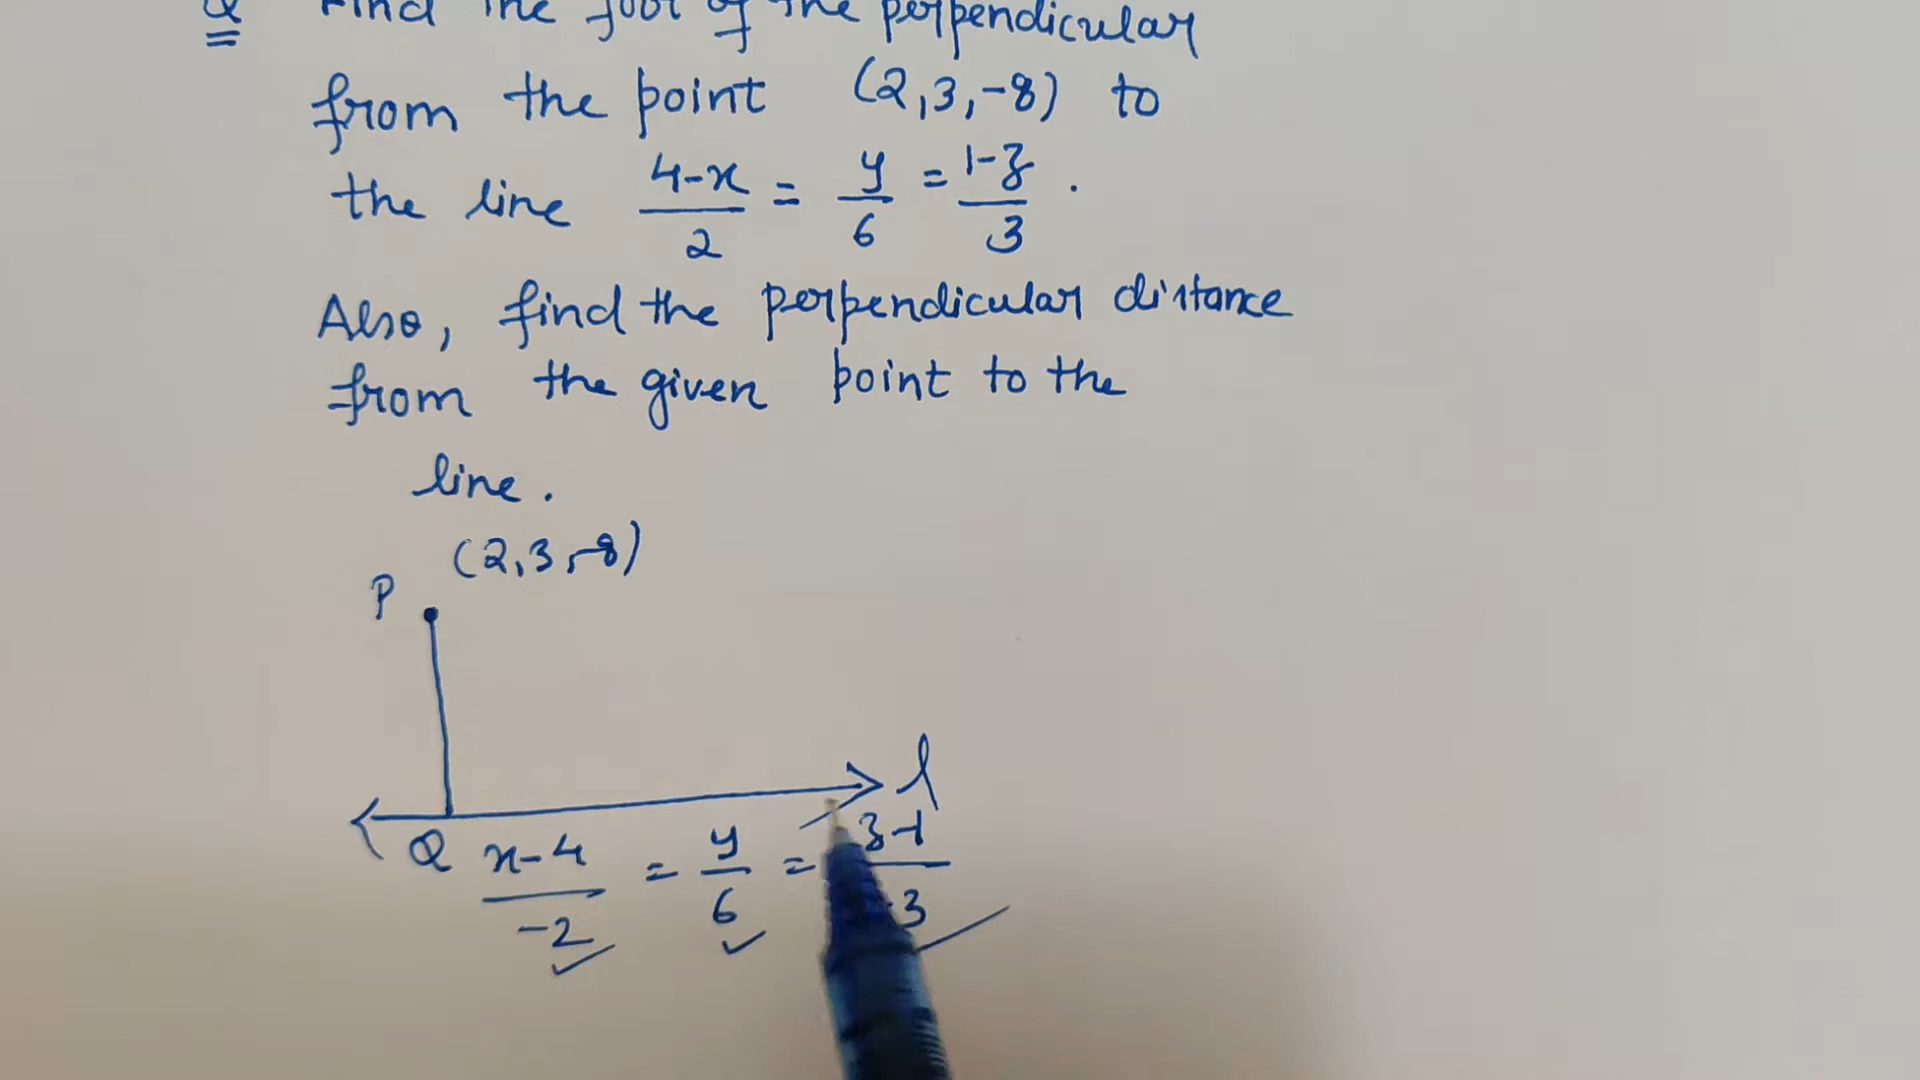 Q Find the foot of the perpendicular
from the point (2,3,-8) to
the line 4-x/2 = y/6 = 1-z/3 .
Also, find the perpendicular distance
from the given point to the
line .
(2,3,-8)
P
l
Q x-4/-2 = y/6 = z-1/-3